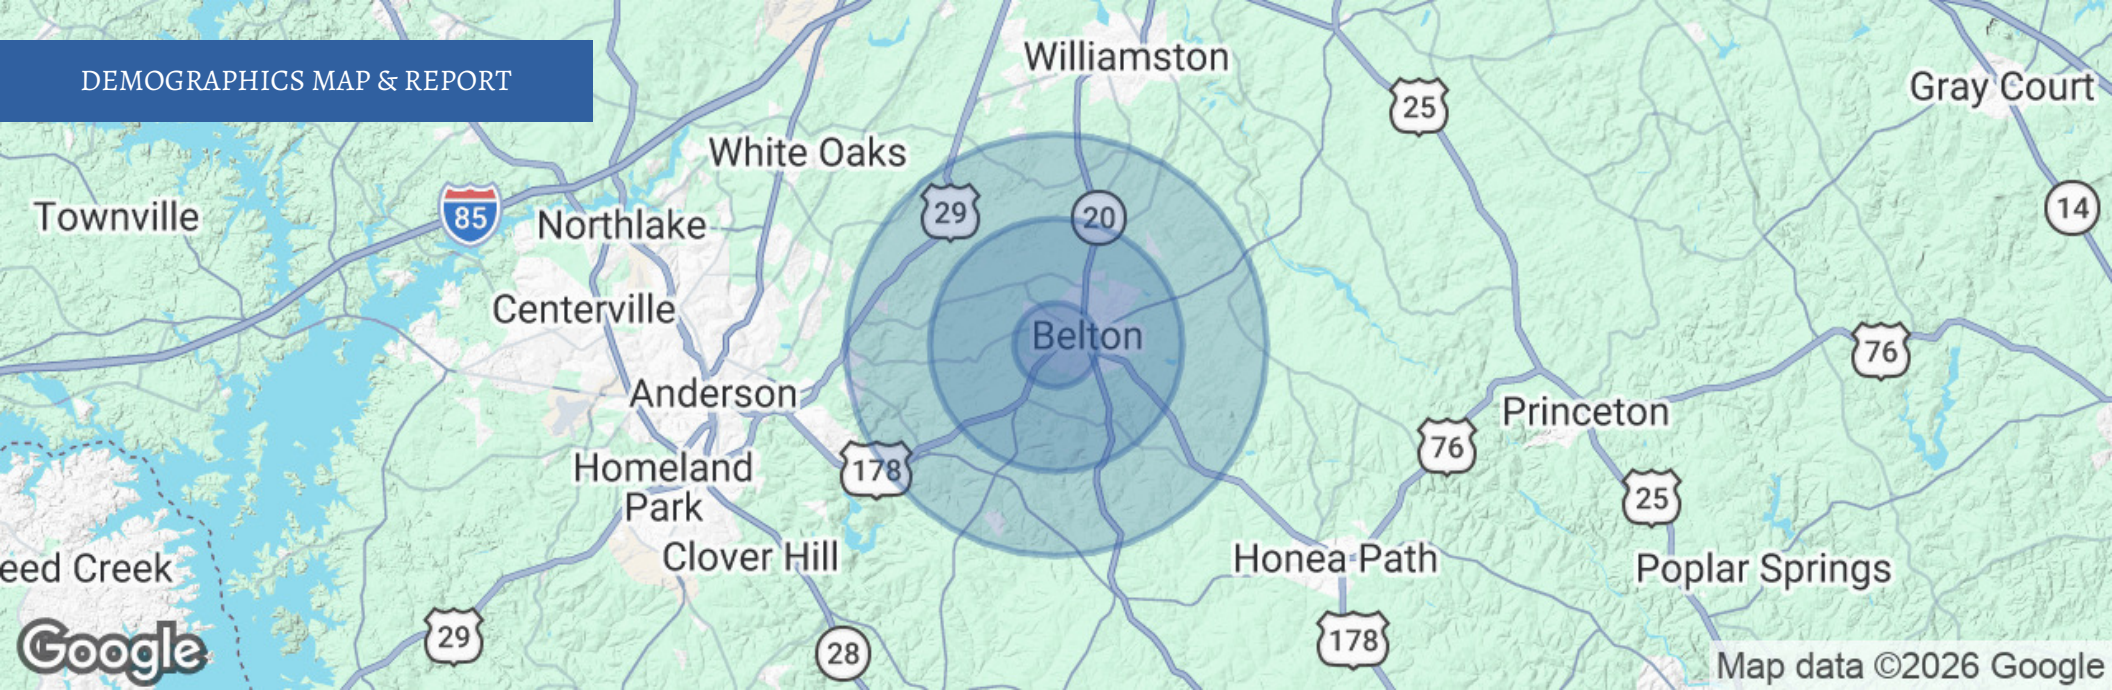 DEMOGRAPHICS MAP & REPORT
Williamston
Gray Court
25
White Oaks
Townville
85
Northlake
29
20
14
Centerville
Belton
76
Anderson
Princeton
76
Homeland
Park
178
25
Clover Hill
Honea Path
Poplar Springs
eed Creek
29
28
178
Google
Map data ©2026 Google